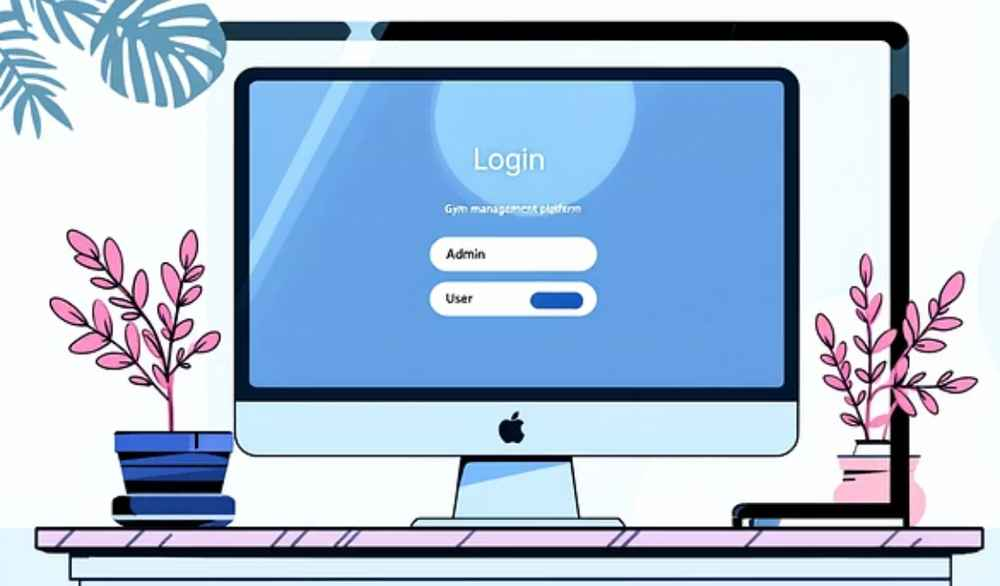 Login
Gym management platform
Admin
User